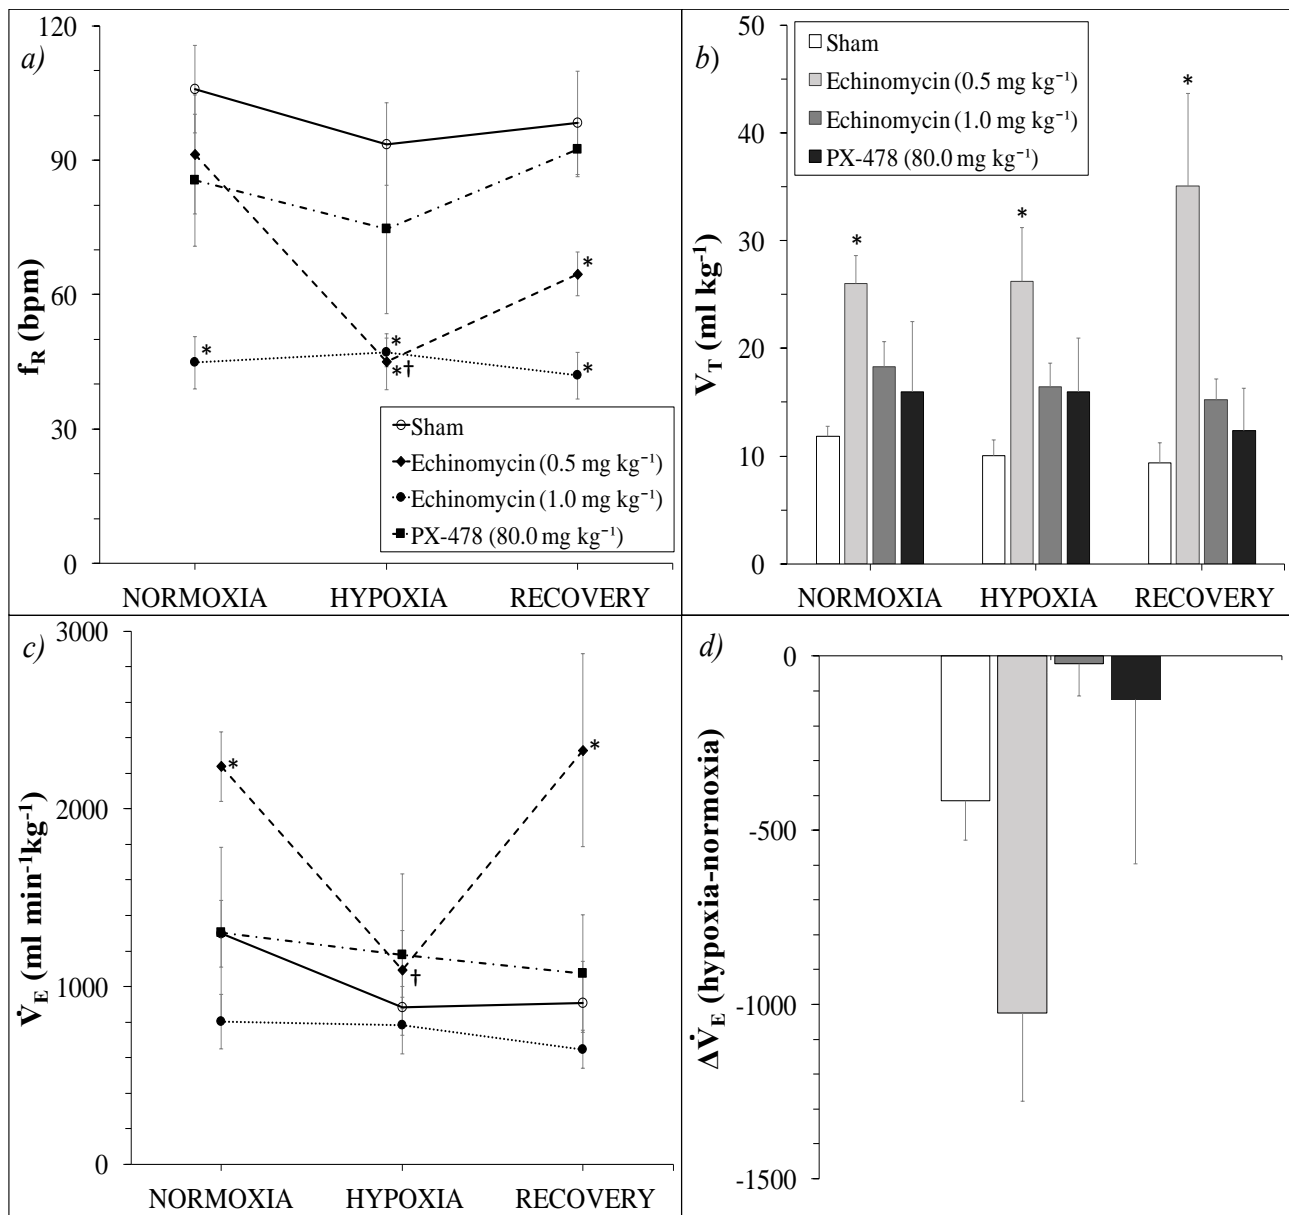 a)
120
90
60
30
0
f_R (bpm)
*
*
*†
*
*
Sham
Echinomycin (0.5 mg kg⁻¹)
Echinomycin (1.0 mg kg⁻¹)
PX-478 (80.0 mg kg⁻¹)
NORMOXIA HYPOXIA RECOVERY
b)
50
40
30
20
10
0
V_T (ml kg⁻¹)
Sham
Echinomycin (0.5 mg kg⁻¹)
Echinomycin (1.0 mg kg⁻¹)
PX-478 (80.0 mg kg⁻¹)
*
*
*
NORMOXIA HYPOXIA RECOVERY
c)
3000
2000
1000
0
V̇_E (ml min⁻¹kg⁻¹)
*
†
*
NORMOXIA HYPOXIA RECOVERY
d)
0
-500
-1000
-1500
ΔV̇_E (hypoxia-normoxia)